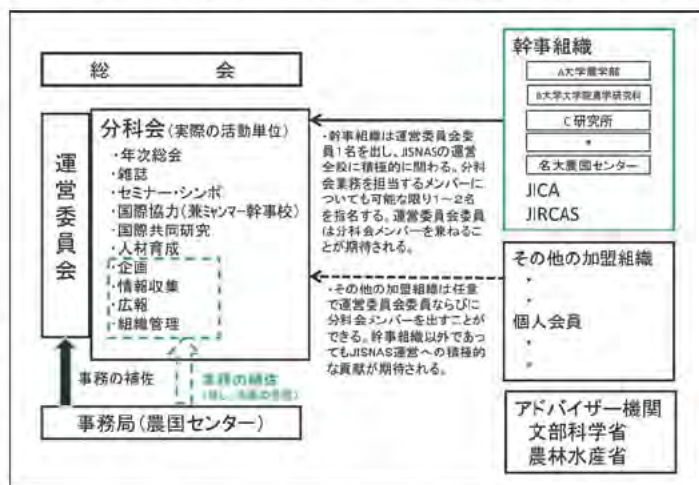 総　　　会
運営委員会
分科会(実際の活動単位)
・年次総会
・雑誌
・セミナー・シンポ
・国際協力(兼ミャンマー幹事校)
・国際共同研究
・人材育成
・企画
・情報収集
・広報
・組織管理
事務の補佐
業務の補佐
事務局(農国センター)
・幹事組織は運営委員会委
員1名を出し、JISNASの運営
全般に積極的に関わる。分科
会業務を担当するメンバーにつ
いても可能な限り1～2名
を指名する。運営委員会委員
は分科会メンバーを兼ねるこ
とが期待される。
・その他の加盟組織は任意
で運営委員会委員ならびに
分科会メンバーを出すことが
できる。幹事組織以外であっ
てもJISNAS運営への積極的
な貢献が期待される。
幹事組織
A大学農学部
B大学大学院農学研究科
C研究所
・
名大農国センター
JICA
JIRCAS
その他の加盟組織
・
・
個人会員
・
・
アドバイザー機関
文部科学省
農林水産省